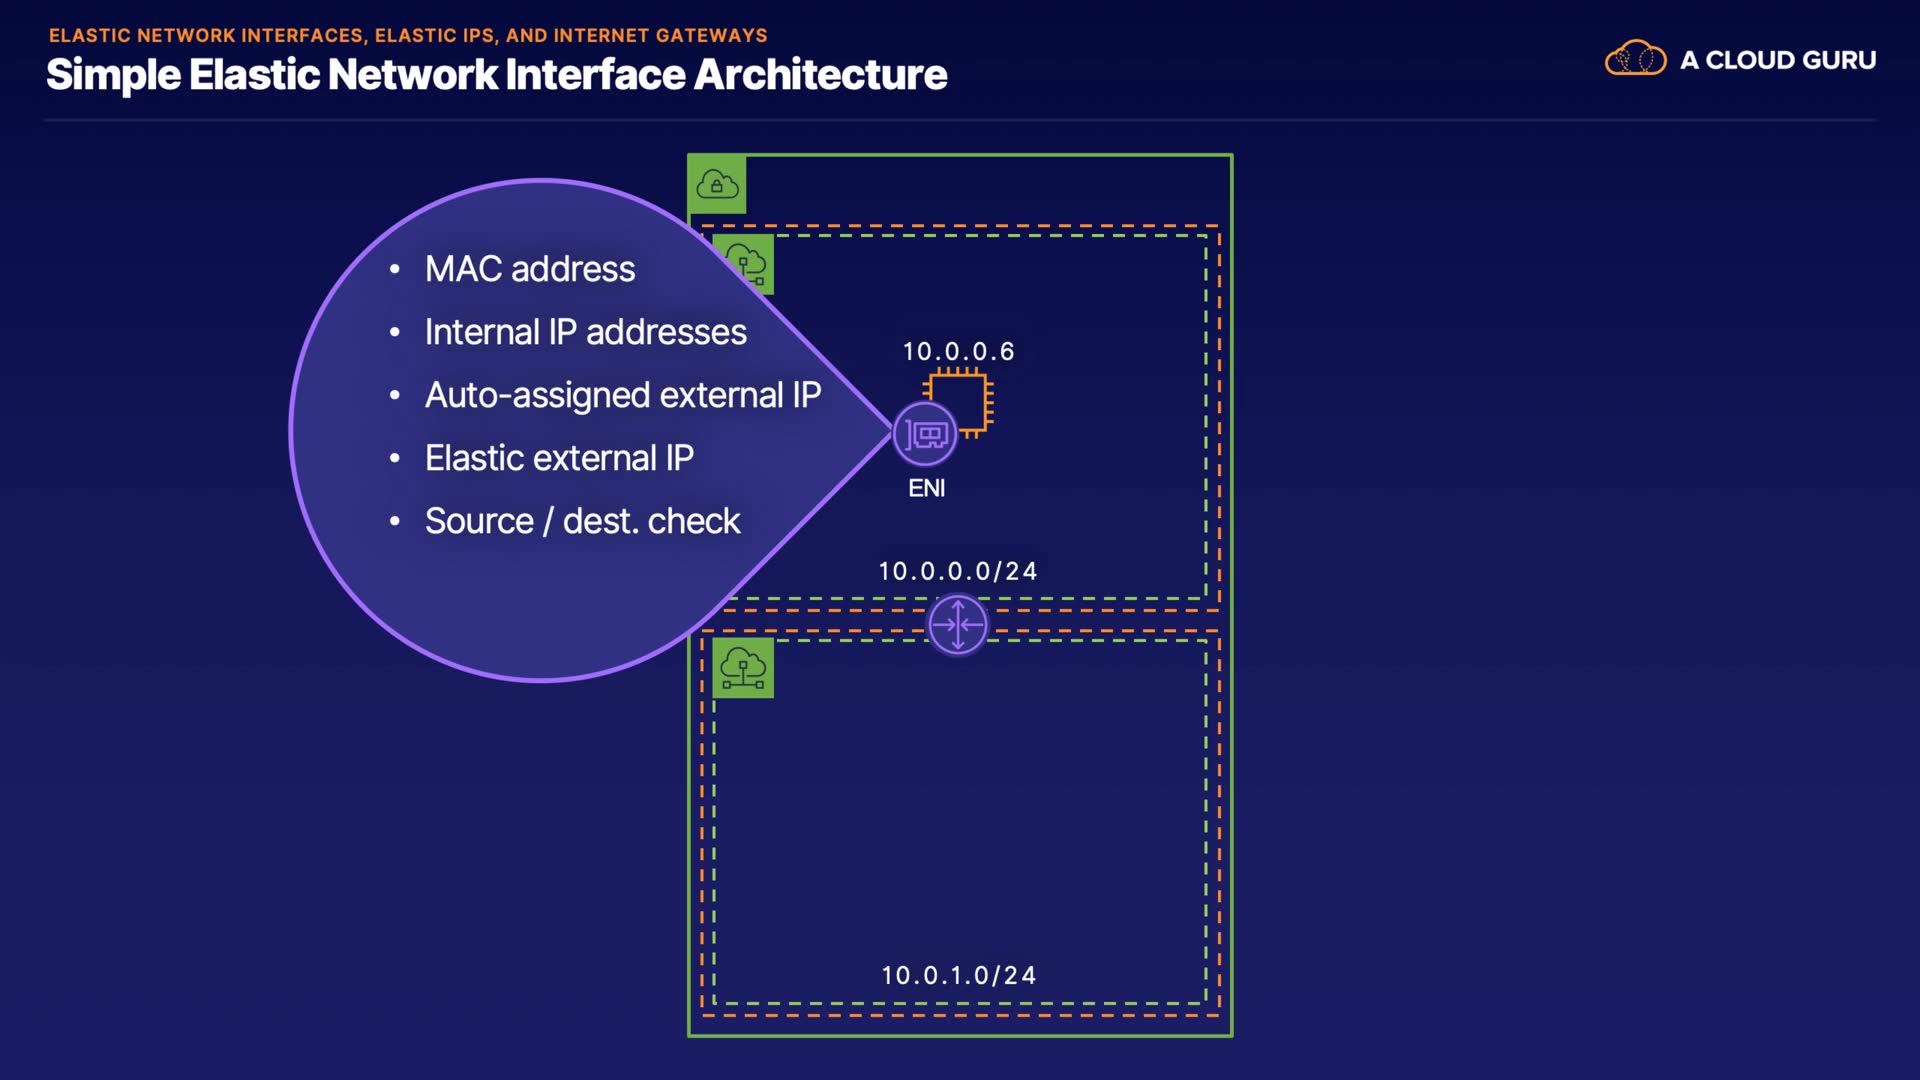 ELASTIC NETWORK INTERFACES, ELASTIC IPS, AND INTERNET GATEWAYS
Simple Elastic Network Interface Architecture
A CLOUD GURU
• MAC address
• Internal IP addresses
• Auto-assigned external IP
• Elastic external IP
• Source / dest. check
10.0.0.6
ENI
10.0.0.0/24
10.0.1.0/24